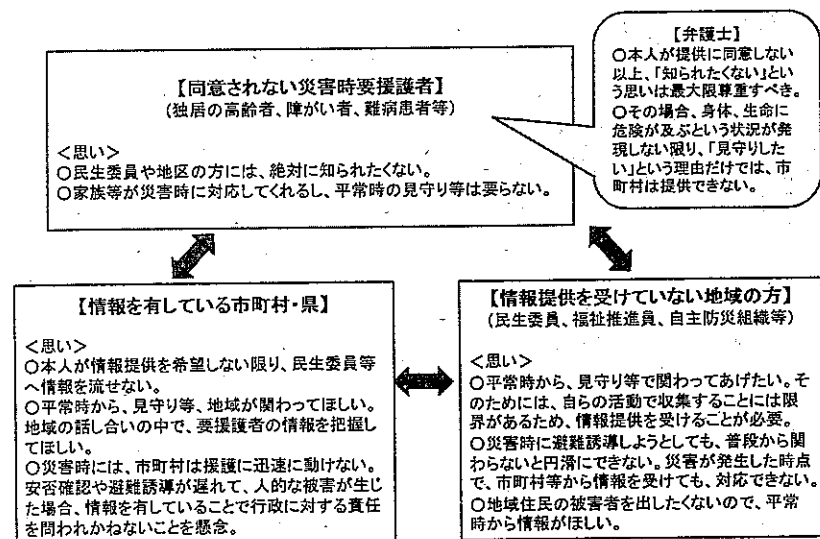 【弁護士】
○本人が提供に同意しない
以上、「知られたくない」とい
う思いは最大限尊重すべき。
○その場合、身体、生命に
危険が及ぶという状況が発
現しない限り、「見守りした
い」という理由だけでは、市
町村は提供できない。
【同意されない災害時要援護者】
(独居の高齢者、障がい者、難病患者等)
<思い>
○民生委員や地区の方には、絶対に知られたくない。
○家族等が災害時に対応してくれるし、平常時の見守り等は要らない。
【情報を有している市町村・県】
<思い>
○本人が情報提供を希望しない限り、民生委員等
へ情報を流せない。
○平常時から、見守り等、地域が関わってほしい。
地域の話し合いの中で、要援護者の情報を把握し
てほしい。
○災害時には、市町村は援護に迅速に動けない。
安否確認や避難誘導が遅れて、人的な被害が生じ
た場合、情報を有していることで行政に対する責任
を問われかねないことを懸念。
【情報提供を受けていない地域の方】
(民生委員、福祉推進員、自主防災組織等)
<思い>
○平常時から、見守り等で関わってあげたい。そ
のためには、自らの活動で収集することには限
界があるため、情報提供を受けることが必要。
○災害時に避難誘導しようとしても、普段から関
わらないと円滑にできない。災害が発生した時点
で、市町村等から情報を受けても、対応できない。
○地域住民の被害者を出したくないので、平常
時から情報がほしい。